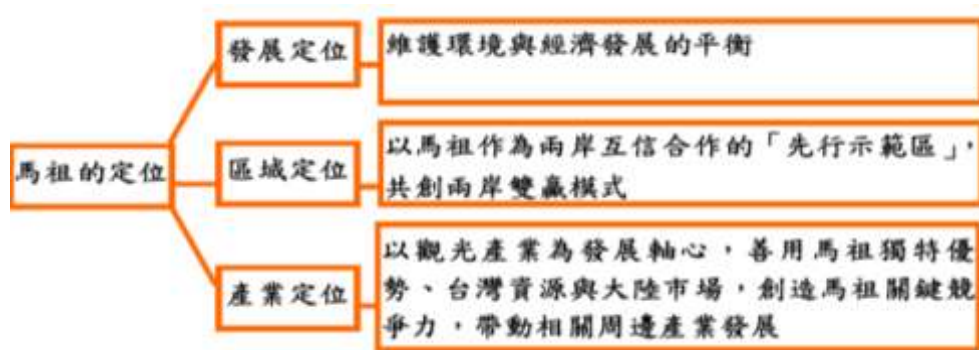 馬祖的定位
發展定位
維護環境與經濟發展的平衡
區域定位
以馬祖作為兩岸互信合作的「先行示範區」，
共創兩岸雙贏模式
產業定位
以觀光產業為發展軸心，善用馬祖獨特優
勢、台灣資源與大陸市場，創造馬祖關鍵競
爭力，帶動相關周邊產業發展